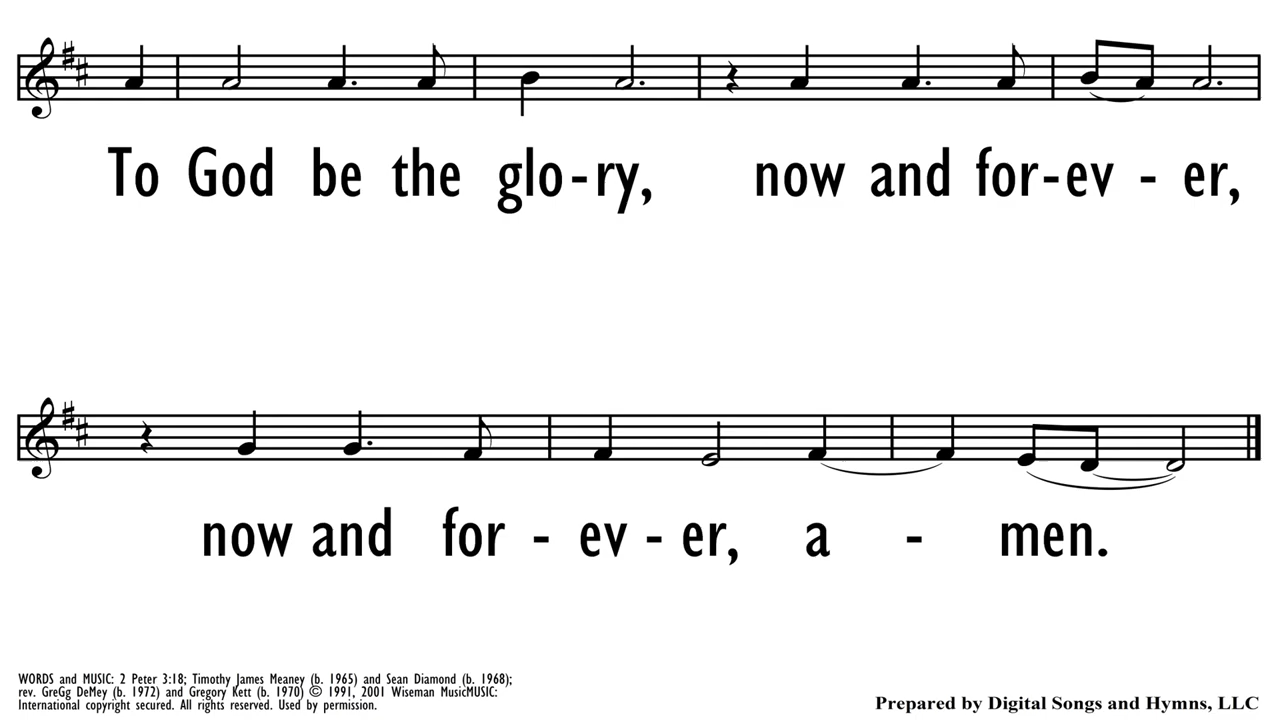 To God be the glo-ry, now and for-ev - er,
now and for - ev - er, a - men.
WORDS and MUSIC: 2 Peter 3:18; Timothy James Meaney (b. 1965) and Sean Diamond (b. 1968);
rev. GreGg DeMey (b. 1972) and Gregory Kett (b. 1970) © 1991, 2001 Wiseman MusicMUSIC:
International copyright secured. All rights reserved. Used by permission.
Prepared by Digital Songs and Hymns, LLC